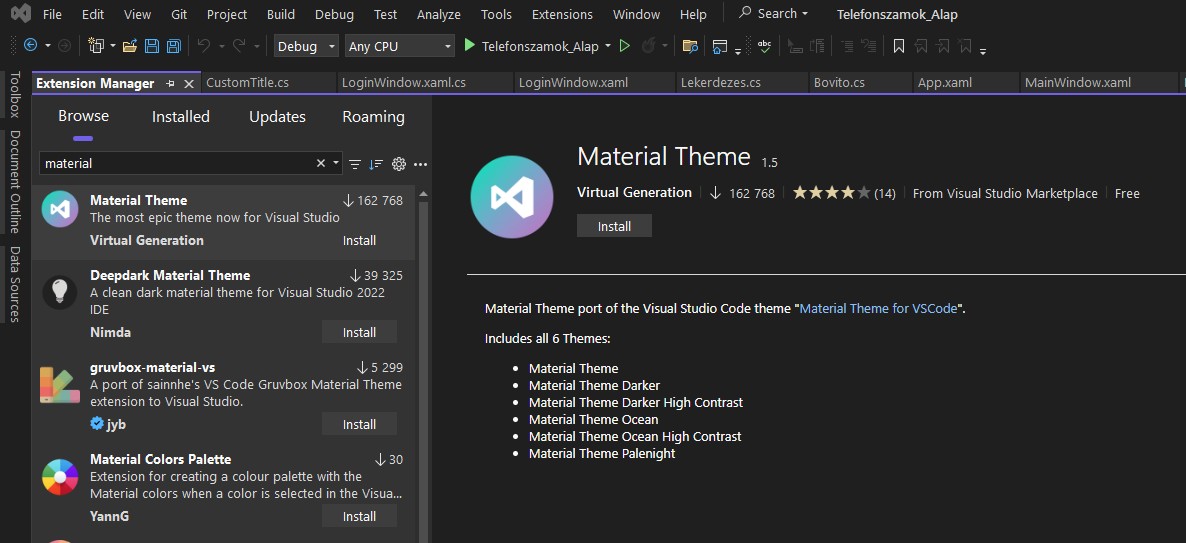 File Edit View Git Project Build Debug Test Analyze Tools Extensions Window Help Search Telefonszamok_Alap
Debug Any CPU Telefonszamok_Alap
Toolbox
Document Outline
Data Sources
Extension Manager CustomTitle.cs LoginWindow.xaml.cs LoginWindow.xaml Lekerdezes.cs Bovito.cs App.xaml MainWindow.xaml
Browse Installed Updates Roaming
material
Material Theme 162 768
The most epic theme now for Visual Studio
Virtual Generation Install
Deepdark Material Theme 39 325
A clean dark material theme for Visual Studio 2022
IDE
Nimda Install
gruvbox-material-vs 5 299
A port of sainnhe's VS Code Gruvbox Material Theme
extension to Visual Studio.
jyb Install
Material Colors Palette 30
Extension for creating a colour palette with the
Material colors when a color is selected in the Visua...
YannG Install
Material Theme 1.5
Virtual Generation 162 768 (14) From Visual Studio Marketplace Free
Install
Material Theme port of the Visual Studio Code theme "Material Theme for VSCode".
Includes all 6 Themes:
• Material Theme
• Material Theme Darker
• Material Theme Darker High Contrast
• Material Theme Ocean
• Material Theme Ocean High Contrast
• Material Theme Palenight